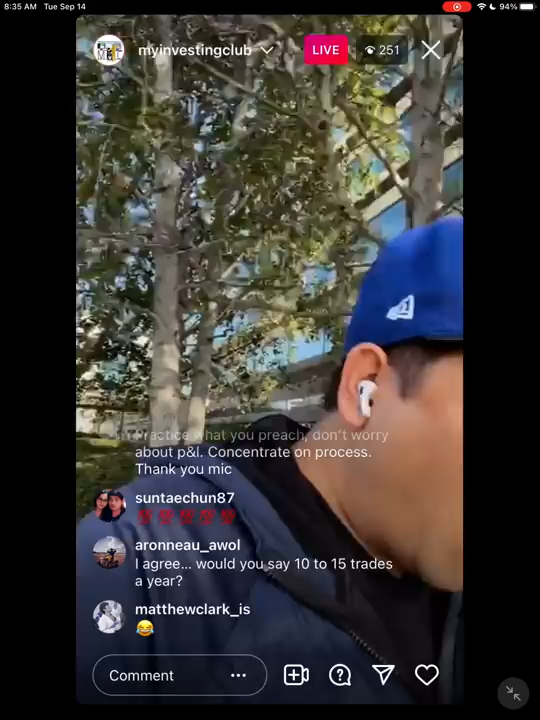 8:35 AM Tue Sep 14
94%
myinvestingclub
LIVE
251
Practice what you preach, don't worry
about p&l. Concentrate on process.
Thank you mic
suntaechun87
💯💯💯💯💯
aronneau_awol
I agree... would you say 10 to 15 trades
a year?
matthewclark_is
😂
Comment